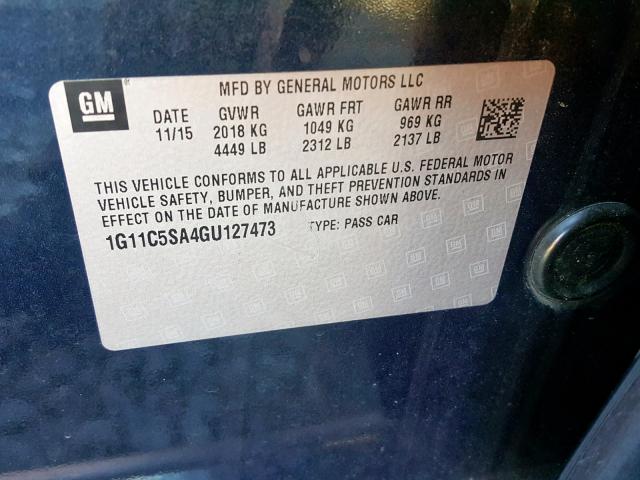 GM
MFD BY GENERAL MOTORS LLC
DATE GVWR GAWR FRT GAWR RR
11/15 2018 KG 1049 KG 969 KG
4449 LB 2312 LB 2137 LB
THIS VEHICLE CONFORMS TO ALL APPLICABLE U.S. FEDERAL MOTOR
VEHICLE SAFETY, BUMPER, AND THEFT PREVENTION STANDARDS IN
EFFECT ON THE DATE OF MANUFACTURE SHOWN ABOVE.
1G11C5SA4GU127473 TYPE: PASS CAR